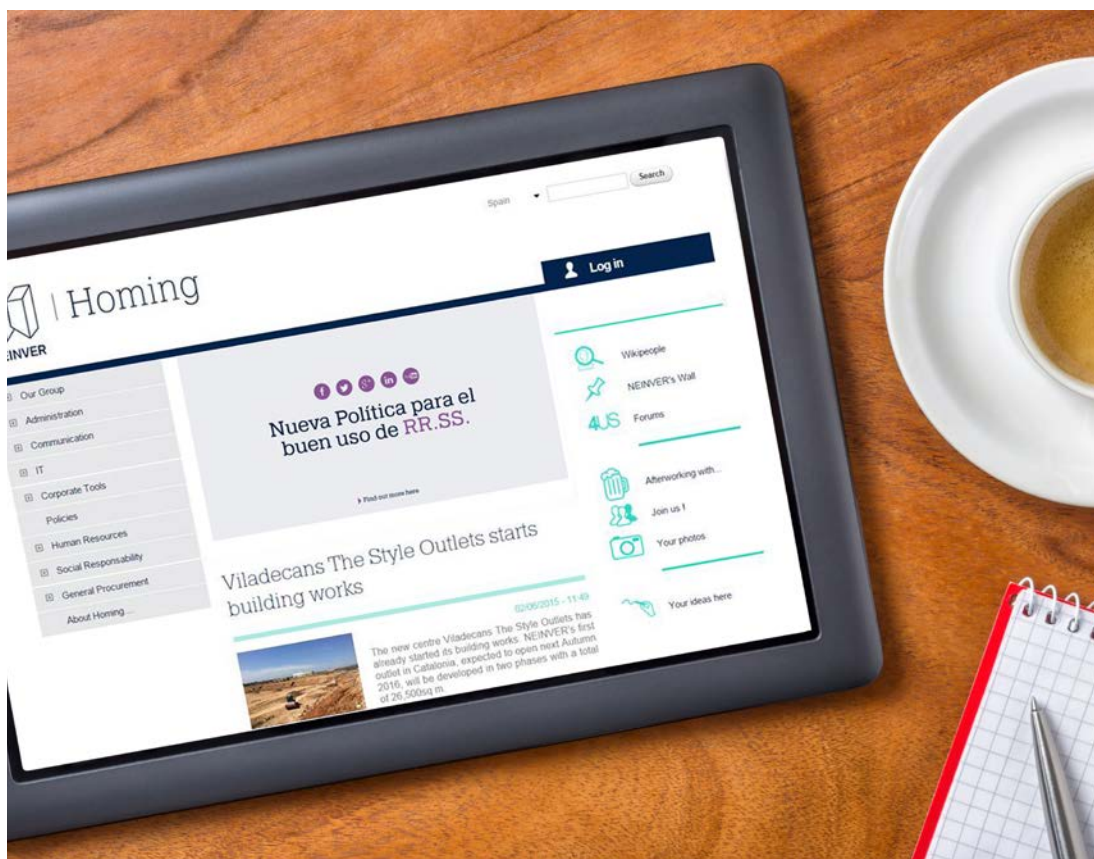 Spain
Search
Homing
Log in
Our Group
Administration
Communication
IT
Corporate Tools
Policies
Human Resources
Social Responsability
General Procurement
About Homing...
Nueva Política para el
buen uso de RR.SS.
Find out more here
Viladecans The Style Outlets starts
building works
02/06/2015 - 11:49
The new centre Viladecans The Style Outlets has
already started its building works. NEINVER's first
outlet in Catalonia, expected to open next Autumn
2016, will be developed in two phases with a total
of 26,500sq m.
Wikipeople
NEINVER's Wall
4US Forums
Afterworking with...
Join us !
Your photos
Your ideas here